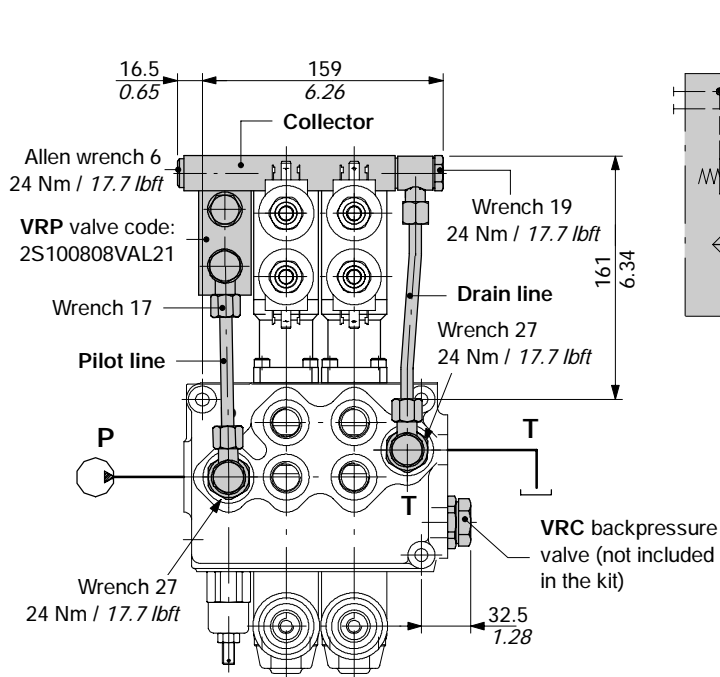 16.5
0.65
159
6.26
Collector
Allen wrench 6
24 Nm / 17.7 lbft
VRP valve code:
2S100808VAL21
Wrench 17
Pilot line
P
Wrench 19
24 Nm / 17.7 lbft
161
6.34
Drain line
Wrench 27
24 Nm / 17.7 lbft
T
T
VRC backpressure
valve (not included
in the kit)
Wrench 27
24 Nm / 17.7 lbft
32.5
1.28